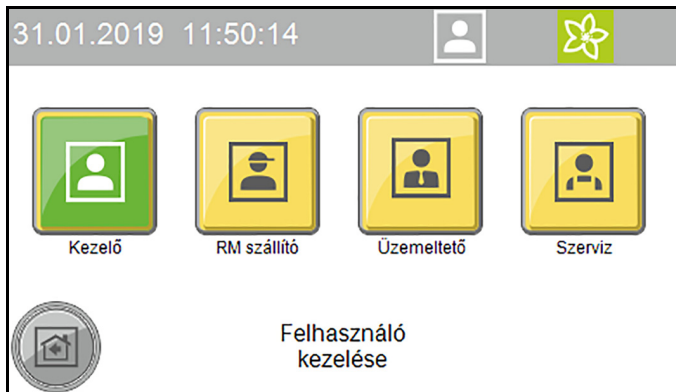 31.01.2019 11:50:14
Kezelő RM szállító Üzemeltető Szerviz
Felhasználó
kezelése